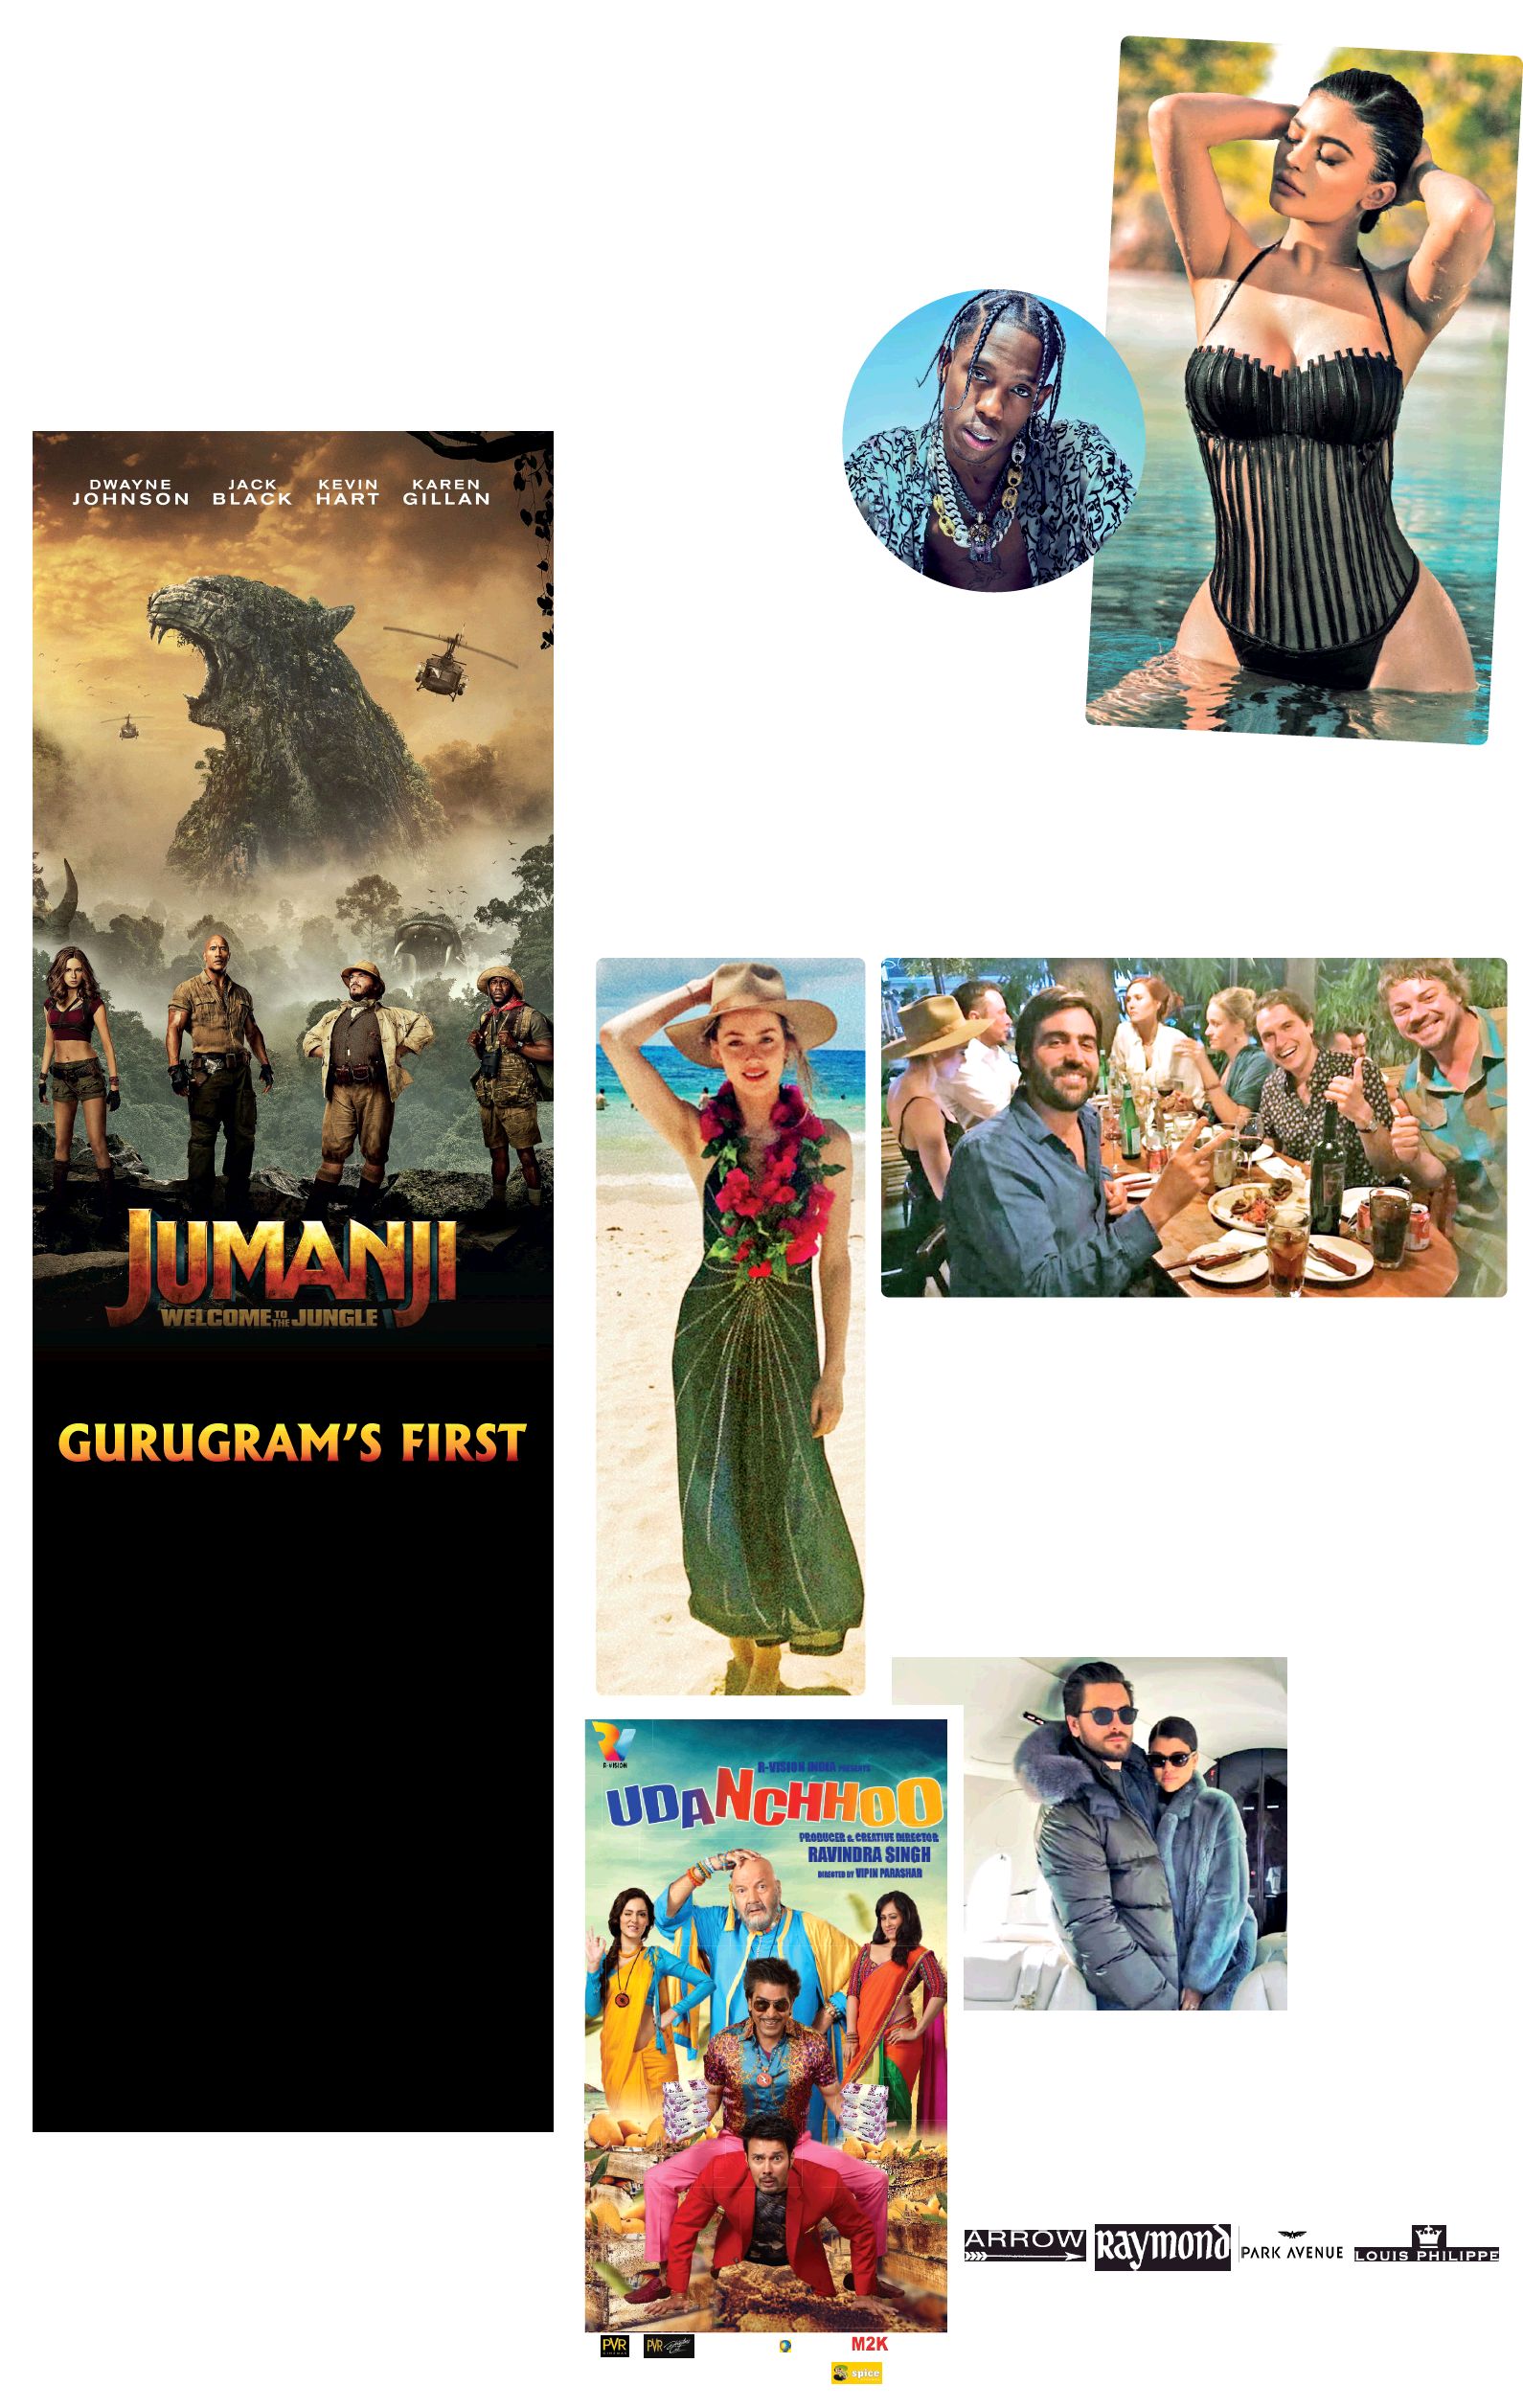 DWAYNE JOHNSON JACK BLACK KEVIN HART KAREN GILLAN
JUMANJI
WELCOME TO THE JUNGLE
GURUGRAM'S FIRST
R-VISION
R-VISION INDIA PRESENTS
UDANCHHOO
PRODUCER & CREATIVE DIRECTOR
RAVINDRA SINGH
DIRECTED BY VIPIN PARASHAR
ARROW
Raymond
PARK AVENUE
LOUIS PHILIPPE
PVR
CINEMAS
PVR
M2K
spice